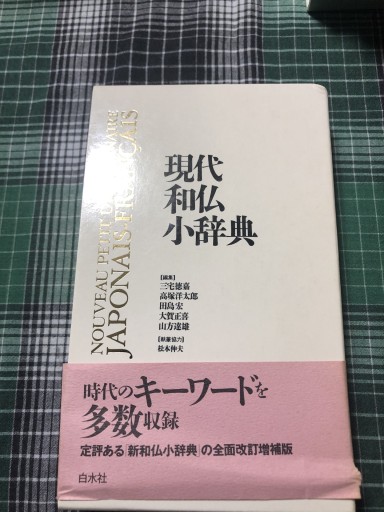 NOUVEAU PETIT DICTIONNAIRE
JAPONAIS-FRANÇAIS
現代
和仏
小辞典
【編集】
三宅徳嘉
高塚洋太郎
田島宏
大賀正喜
山方達雄
【執筆協力】
松本伸夫
時代のキーワードを
多数収録
定評ある『新和仏小辞典』の全面改訂増補版
白水社